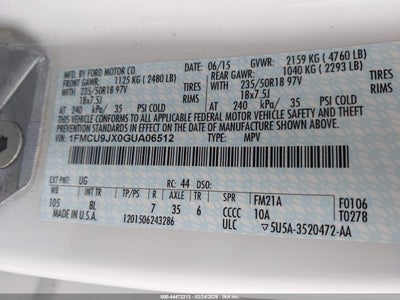 MFD. BY FORD MOTOR CO. 06/15 GVWR: 2159 KG ( 4760 LB)
FRONT GAWR: 1125 KG ( 2480 LB) REAR GAWR: 1040 KG ( 2293 LB)
WITH 235/50R18 97V TIRES WITH 235/50R18 97V TIRES
18x7.5J RIMS 18x7.5J RIMS
AT 240 kPa/ 35 PSI COLD AT 240 kPa/ 35 PSI COLD
THIS VEHICLE CONFORMS TO ALL APPLICABLE FEDERAL MOTOR VEHICLE SAFETY AND THEFT PREVENTION STANDARDS IN EFFECT ON THE DATE OF MANUFACTURE SHOWN ABOVE.
VIN: 1FMCU9JX0GUA06512 TYPE: MPV
EXT PNT: UG RC: 44 DSO:
WB INT TR TP/PS R AXLE TR SPR FM21A F0106
105 BL 7 35 6 CCCC 10A T0278
MADE IN U.S.A. 1201506243286 ULC 5U5A-3520472-AA
600-44472213 - 03/24/2026 - COPYRIGHT IAA